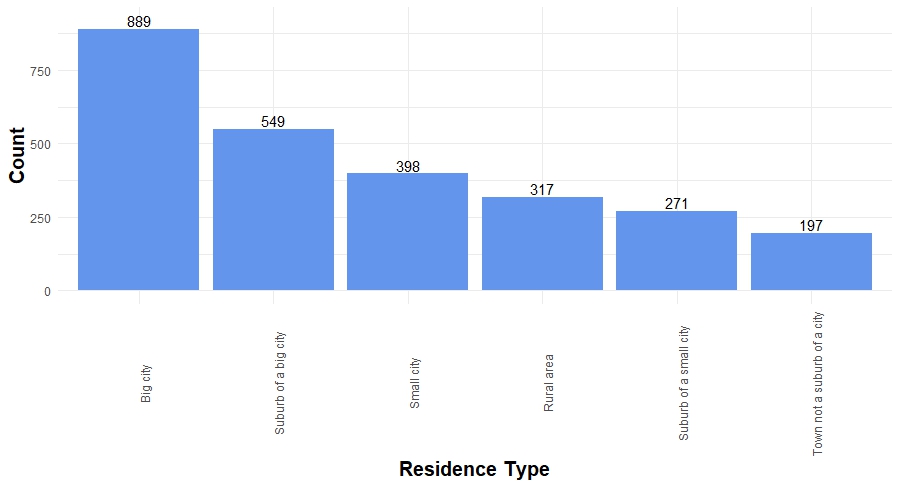 889
549
398
317
271
197
750
500
250
0
Count
Big city
Suburb of a big city
Small city
Rural area
Suburb of a small city
Town not a suburb of a city
Residence Type